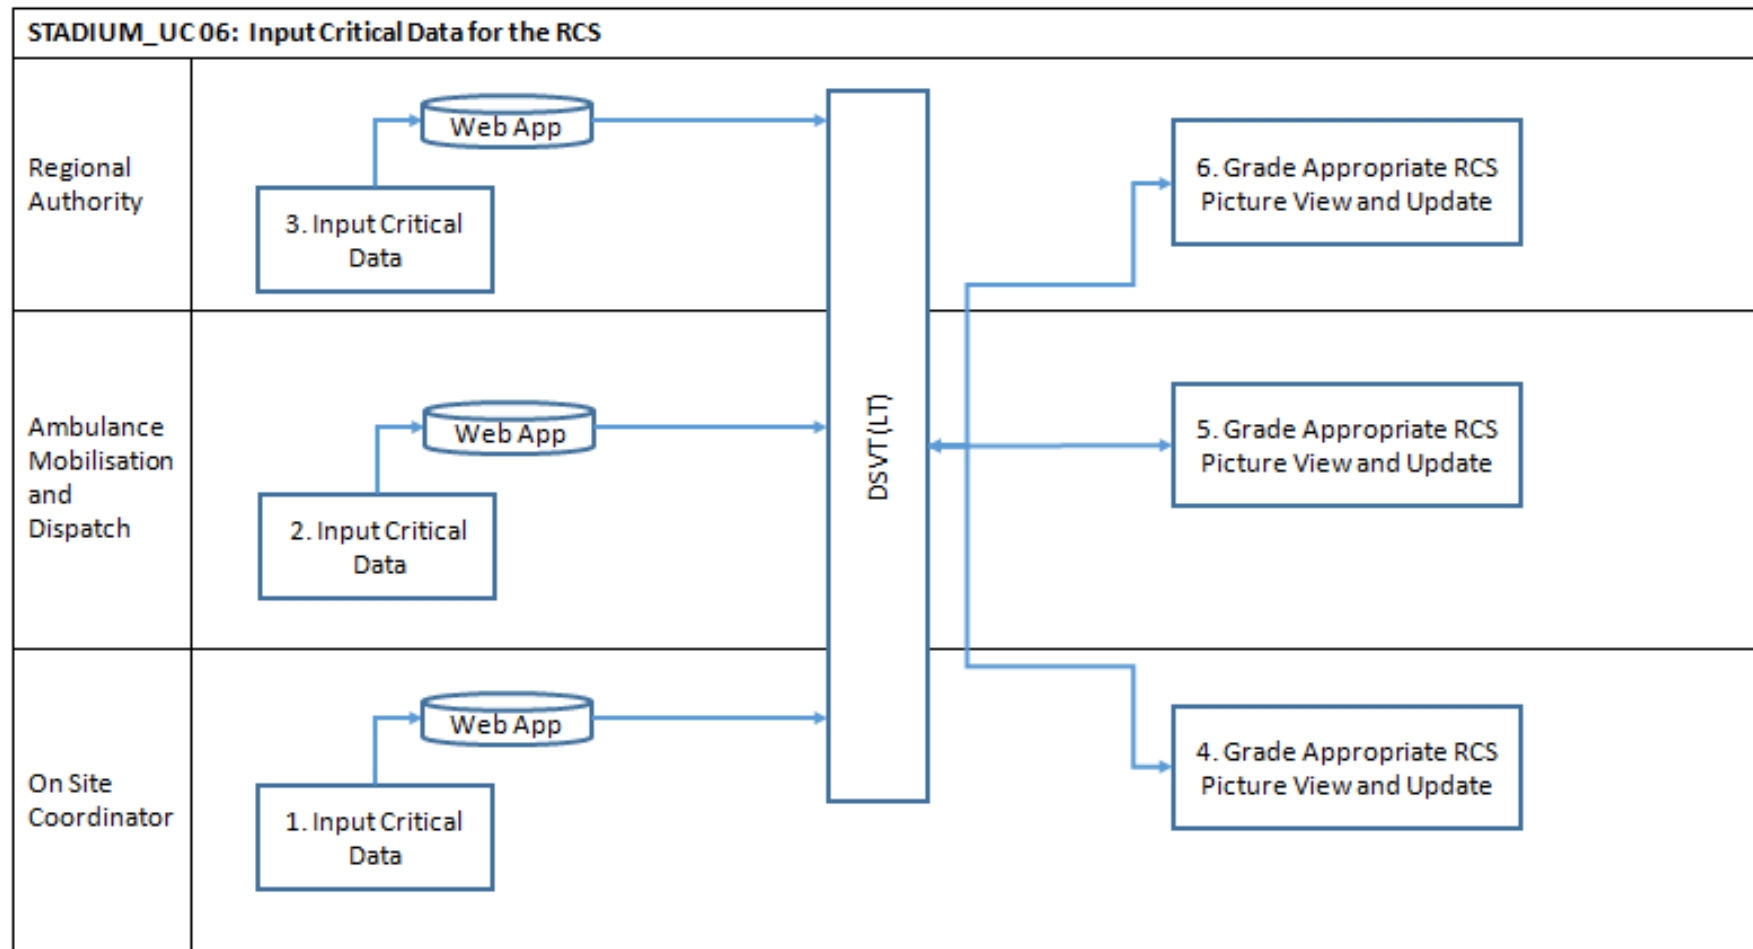 STADIUM_UC 06: Input Critical Data for the RCS
Regional
Authority
Web App
3. Input Critical
Data
6. Grade Appropriate RCS
Picture View and Update
Ambulance
Mobilisation
and
Dispatch
Web App
2. Input Critical
Data
DSVT (LT)
5. Grade Appropriate RCS
Picture View and Update
On Site
Coordinator
Web App
1. Input Critical
Data
4. Grade Appropriate RCS
Picture View and Update